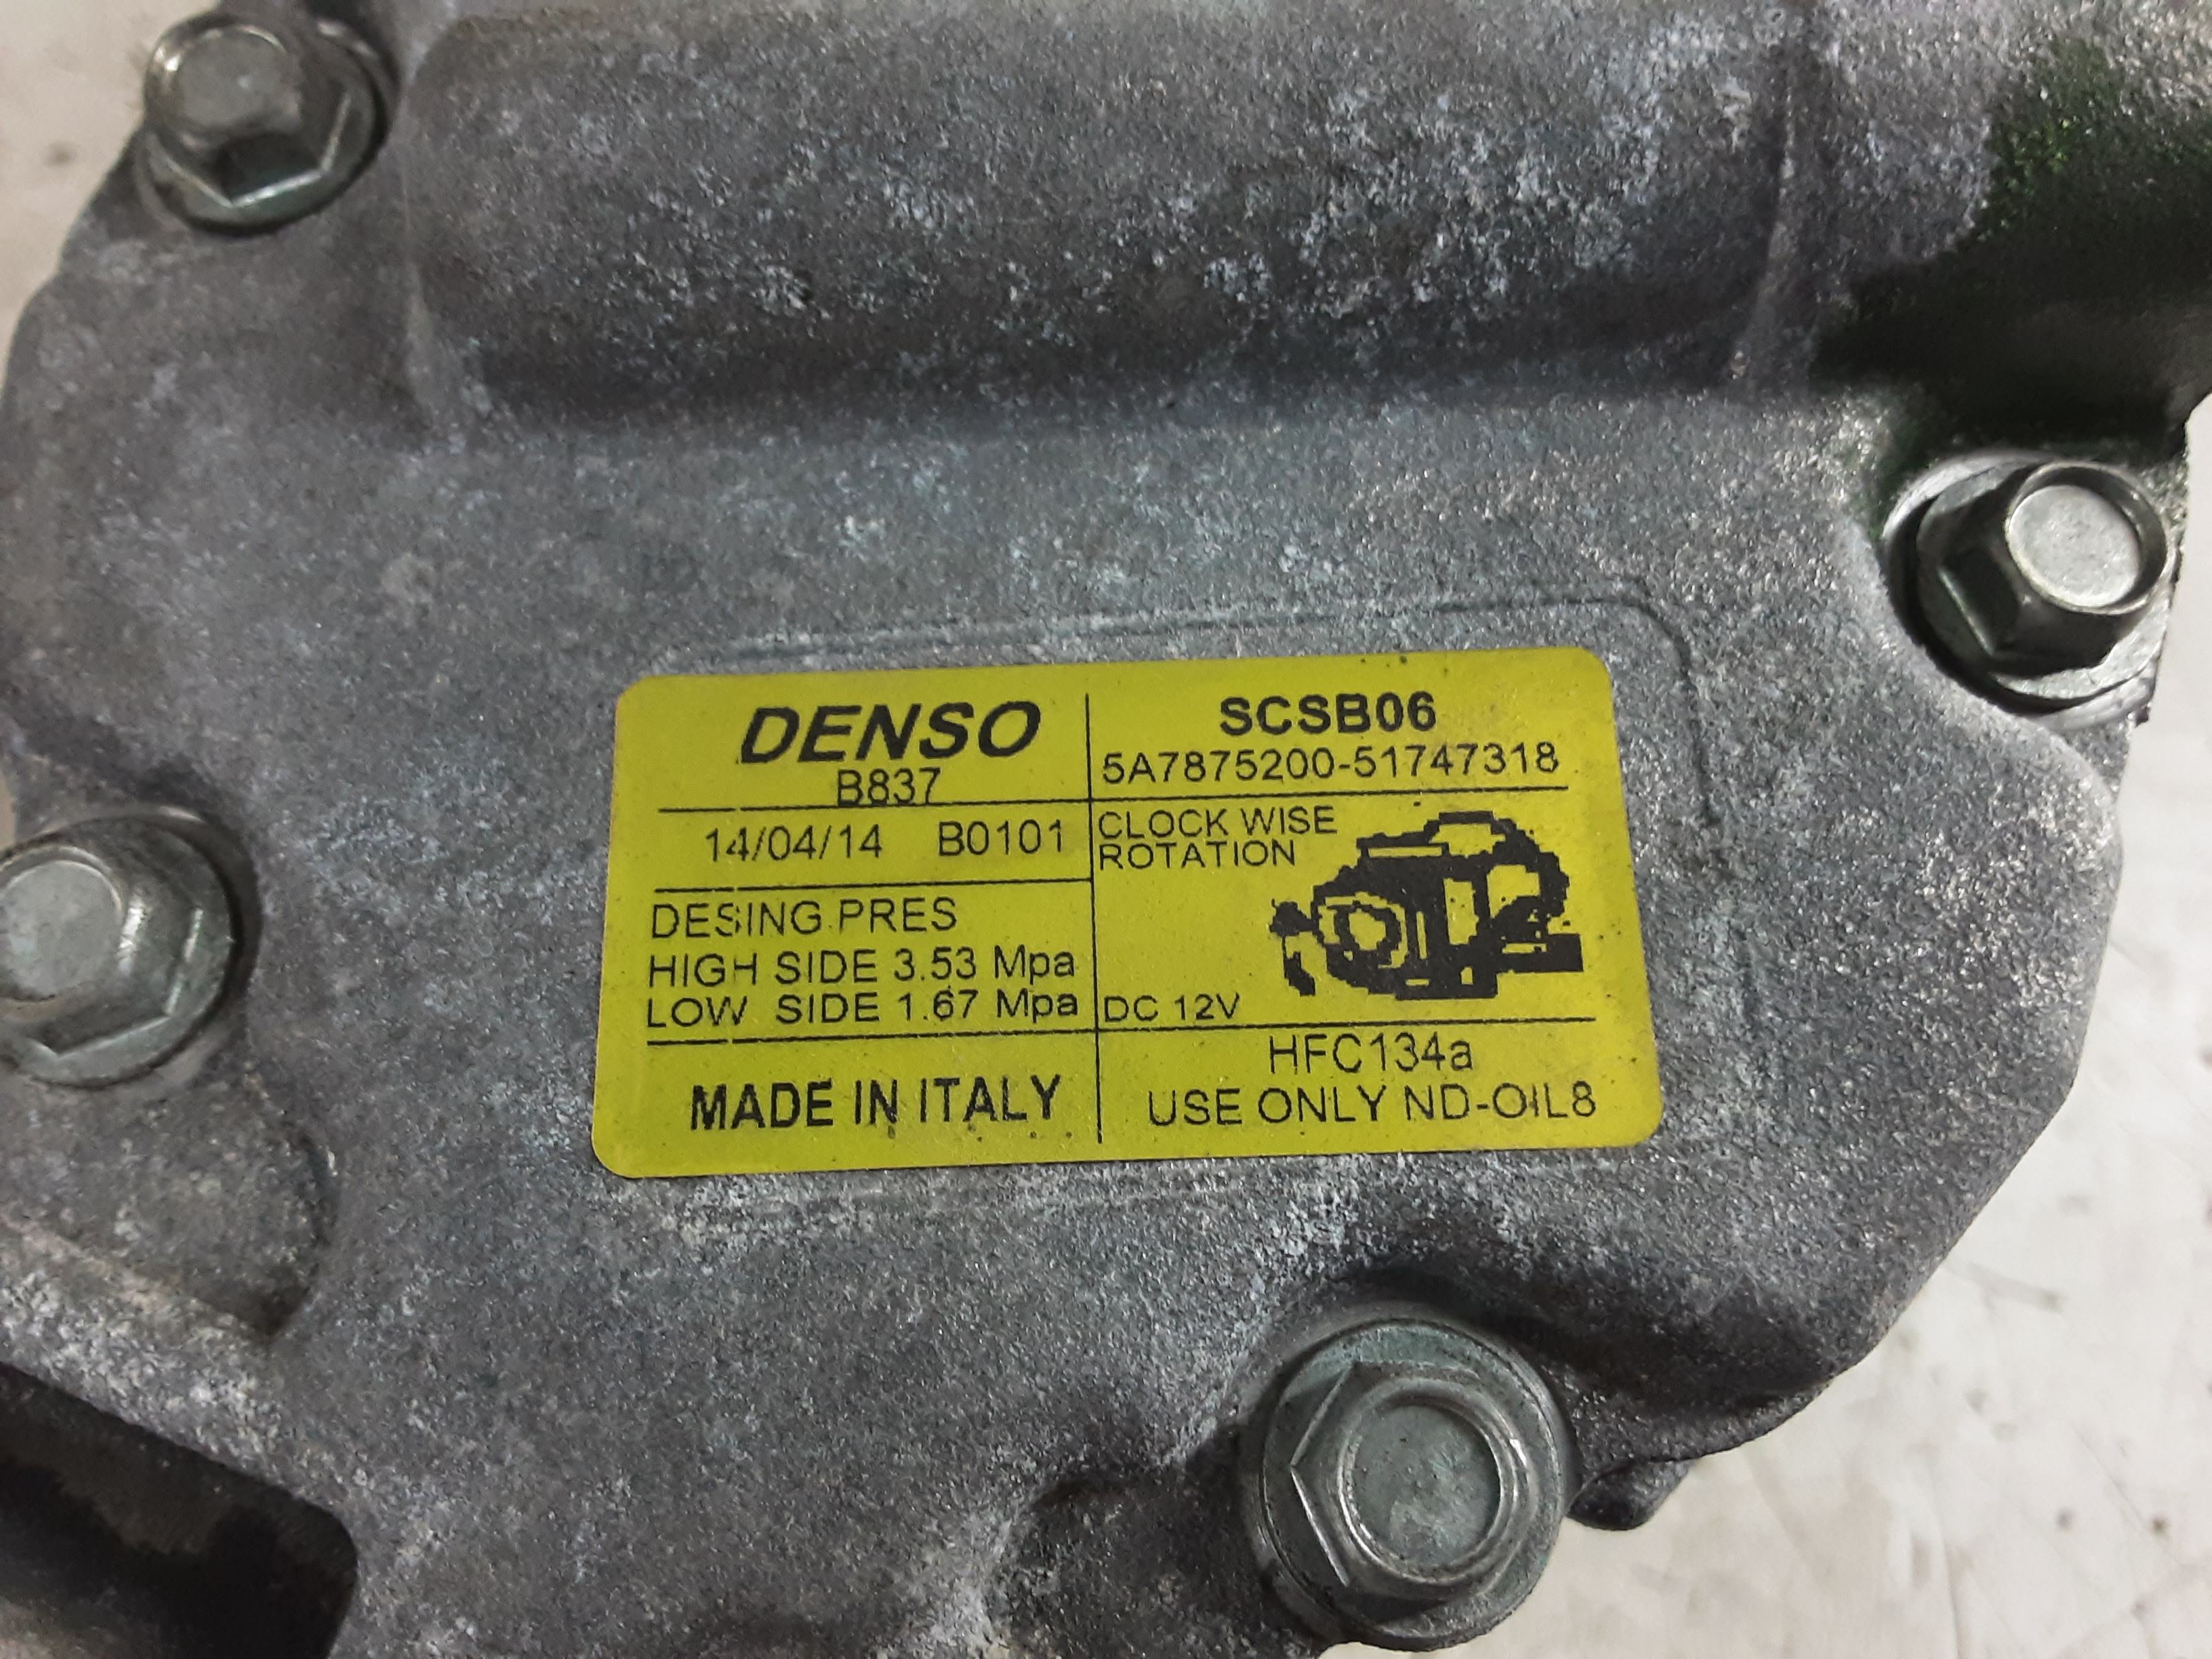 DENSO
B837
14/04/14 B0101
DESING PRES
HIGH SIDE 3.53 Mpa
LOW SIDE 1.67 Mpa
MADE IN ITALY
SCSB06
5A7875200-51747318
CLOCK WISE
ROTATION
DC 12V
HFC134a
USE ONLY ND-OIL8